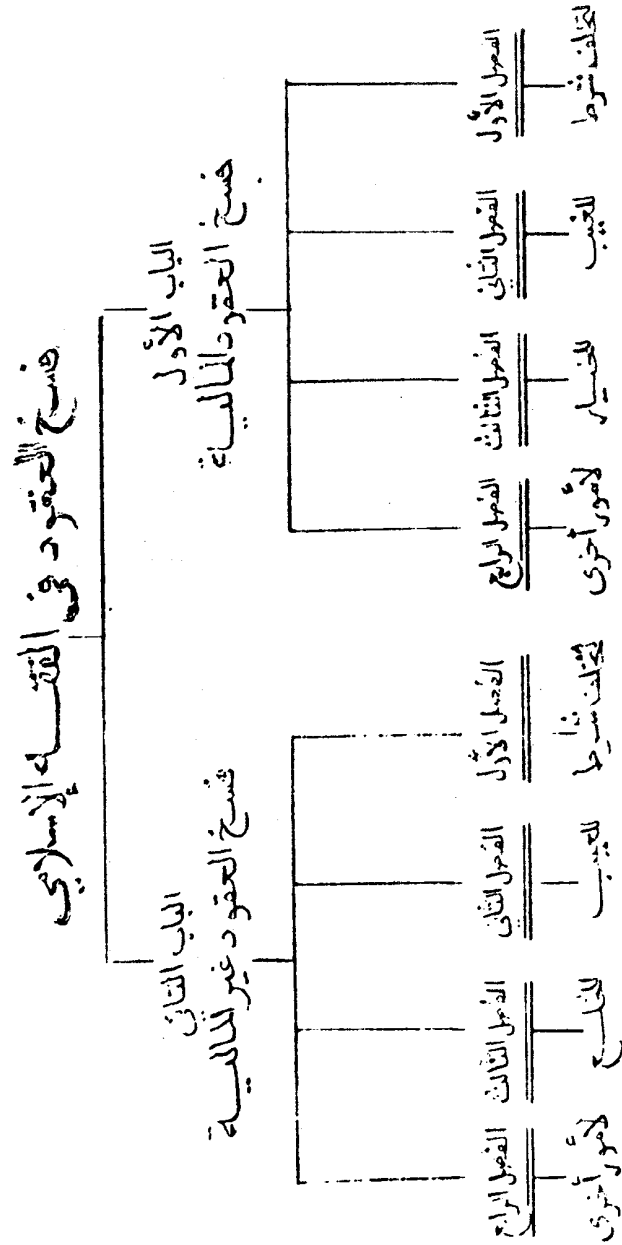 فسخ العقود في الفقه الإسلامي
الباب الأول
فسخ العقود المالية
الفصل الأول
لتخلف شرط
الفصل الثاني
للعيب
الفصل الثالث
للخيار
الفصل الرابع
لأمور أخرى
الباب الثاني
فسخ العقود غير المالية
الفصل الأول
لتخلف شرط
الفصل الثاني
للعيب
الفصل الثالث
للخلع
الفصل الرابع
لأمور أخرى